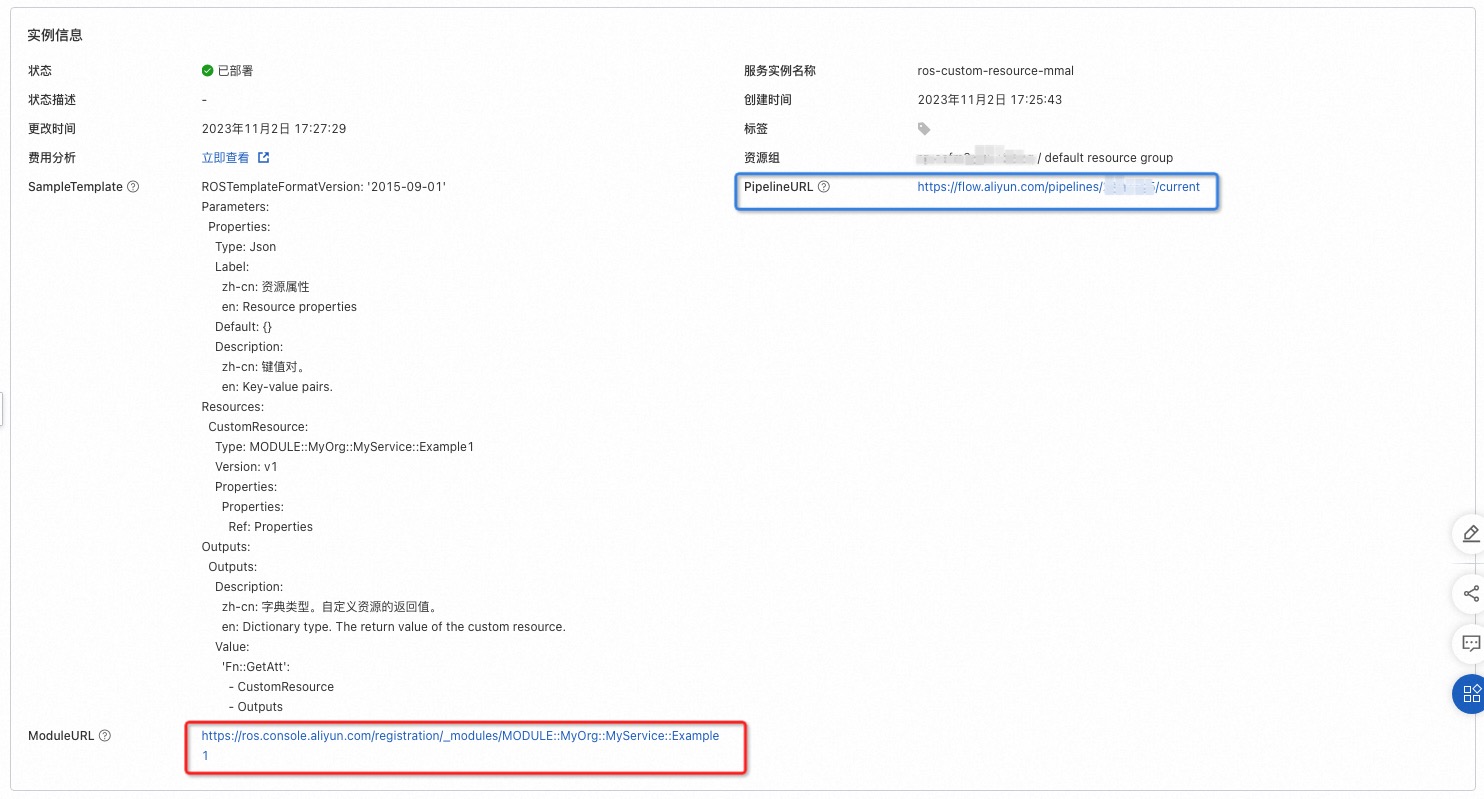 实例信息
状态 已部署 服务实例名称 ros-custom-resource-mmal
状态描述 - 创建时间 2023年11月2日 17:25:43
更改时间 2023年11月2日 17:27:29 标签
费用分析 立即查看 资源组 / default resource group
SampleTemplate ROSTemplateFormatVersion: '2015-09-01' PipelineURL https://flow.aliyun.com/pipelines/ /current
Parameters:
Properties:
Type: Json
Label:
zh-cn: 资源属性
en: Resource properties
Default: {}
Description:
zh-cn: 键值对。
en: Key-value pairs.
Resources:
CustomResource:
Type: MODULE::MyOrg::MyService::Example1
Version: v1
Properties:
Properties:
Ref: Properties
Outputs:
Outputs:
Description:
zh-cn: 字典类型。自定义资源的返回值。
en: Dictionary type. The return value of the custom resource.
Value:
'Fn::GetAtt':
- CustomResource
- Outputs
ModuleURL https://ros.console.aliyun.com/registration/_modules/MODULE::MyOrg::MyService::Example
1